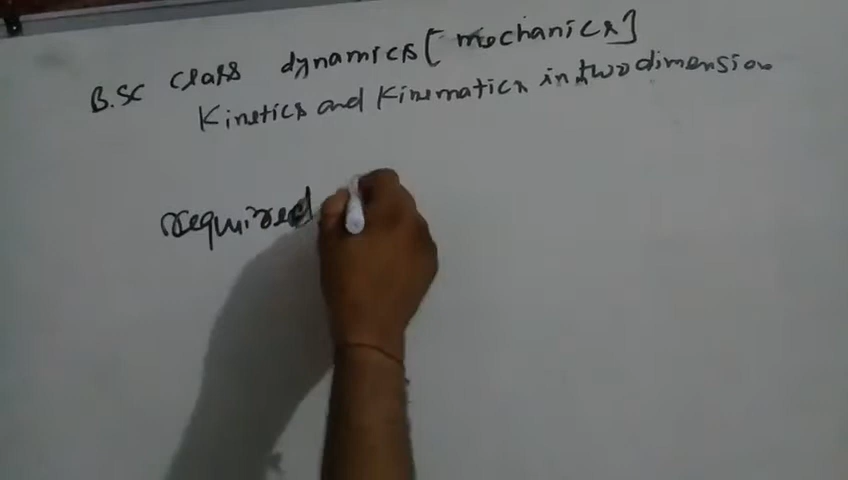 B.SC class dynamics [mechanics]
Kinetics and Kinematics in two dimension
required